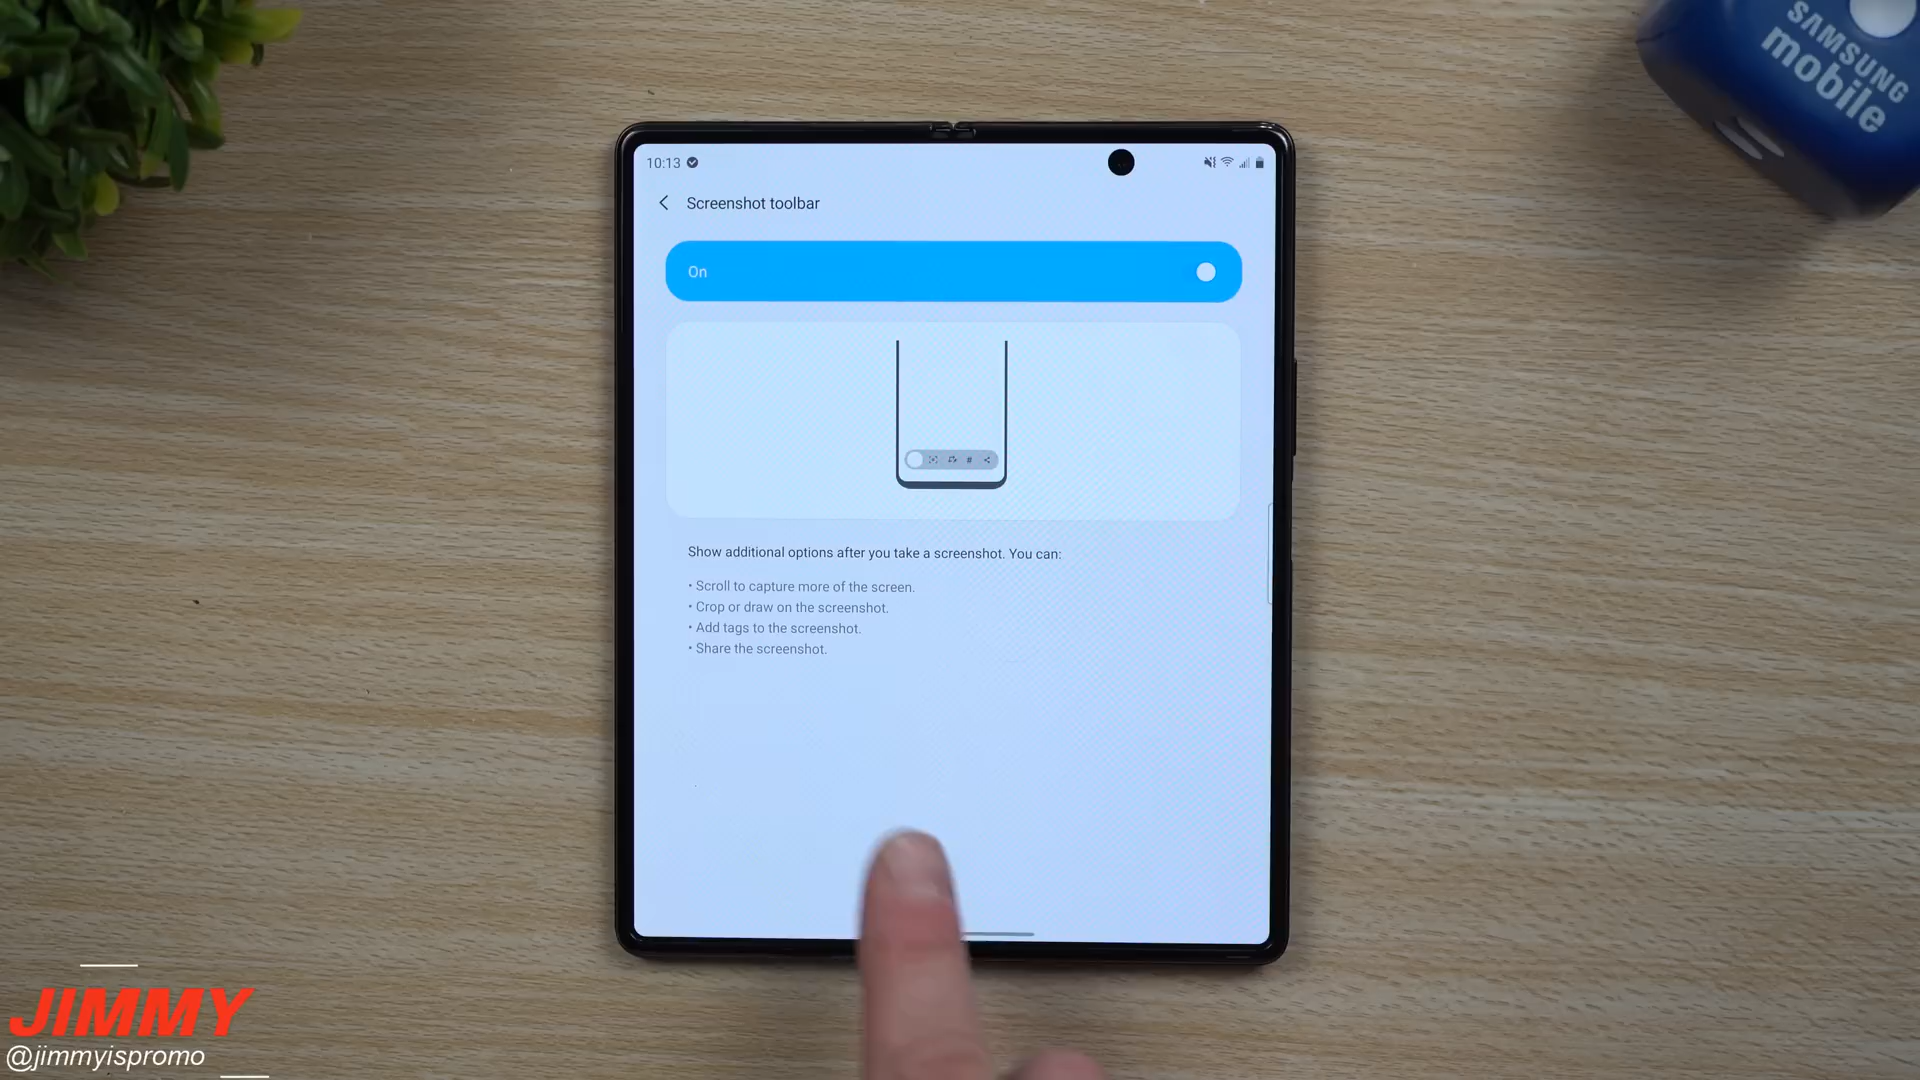 SAMSUNG
mobile
10:13
Screenshot toolbar
On
#
Show additional options after you take a screenshot. You can:
• Scroll to capture more of the screen.
• Crop or draw on the screenshot.
• Add tags to the screenshot.
• Share the screenshot.
JIMMY
@jimmyispromo